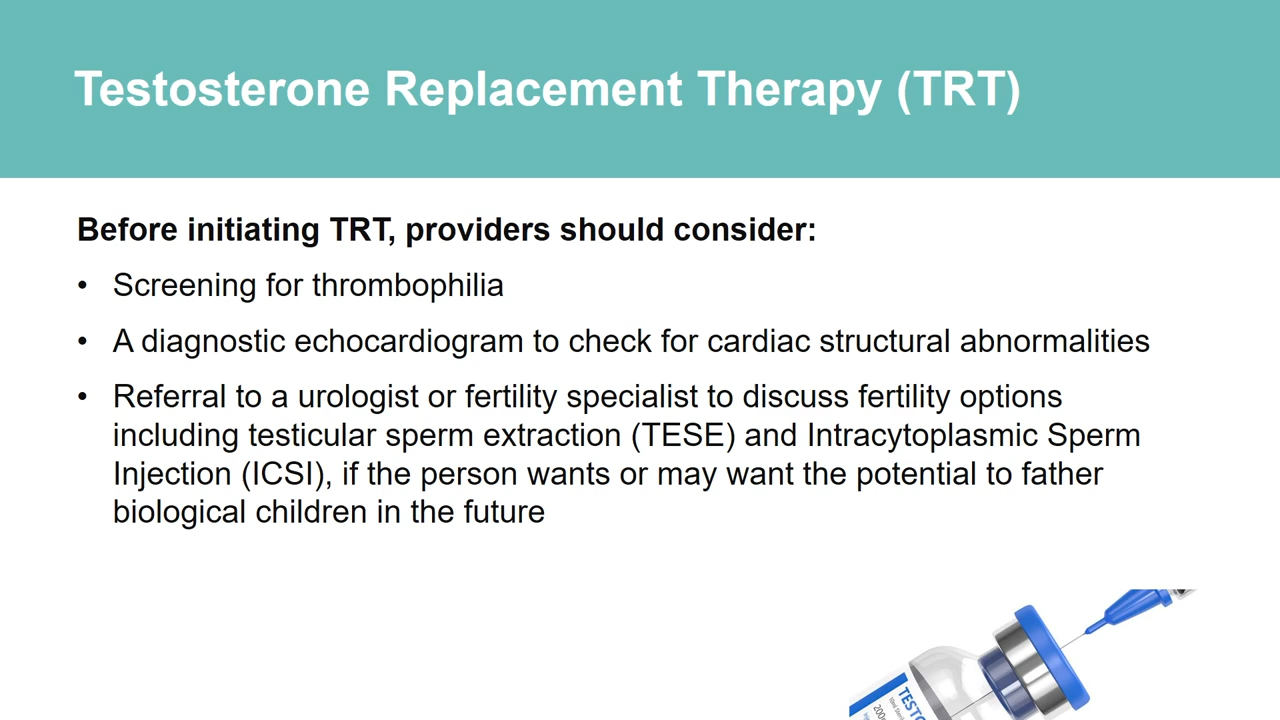 Testosterone Replacement Therapy (TRT)
Before initiating TRT, providers should consider:
• Screening for thrombophilia
• A diagnostic echocardiogram to check for cardiac structural abnormalities
• Referral to a urologist or fertility specialist to discuss fertility options
including testicular sperm extraction (TESE) and Intracytoplasmic Sperm
Injection (ICSI), if the person wants or may want the potential to father
biological children in the future
TESTO